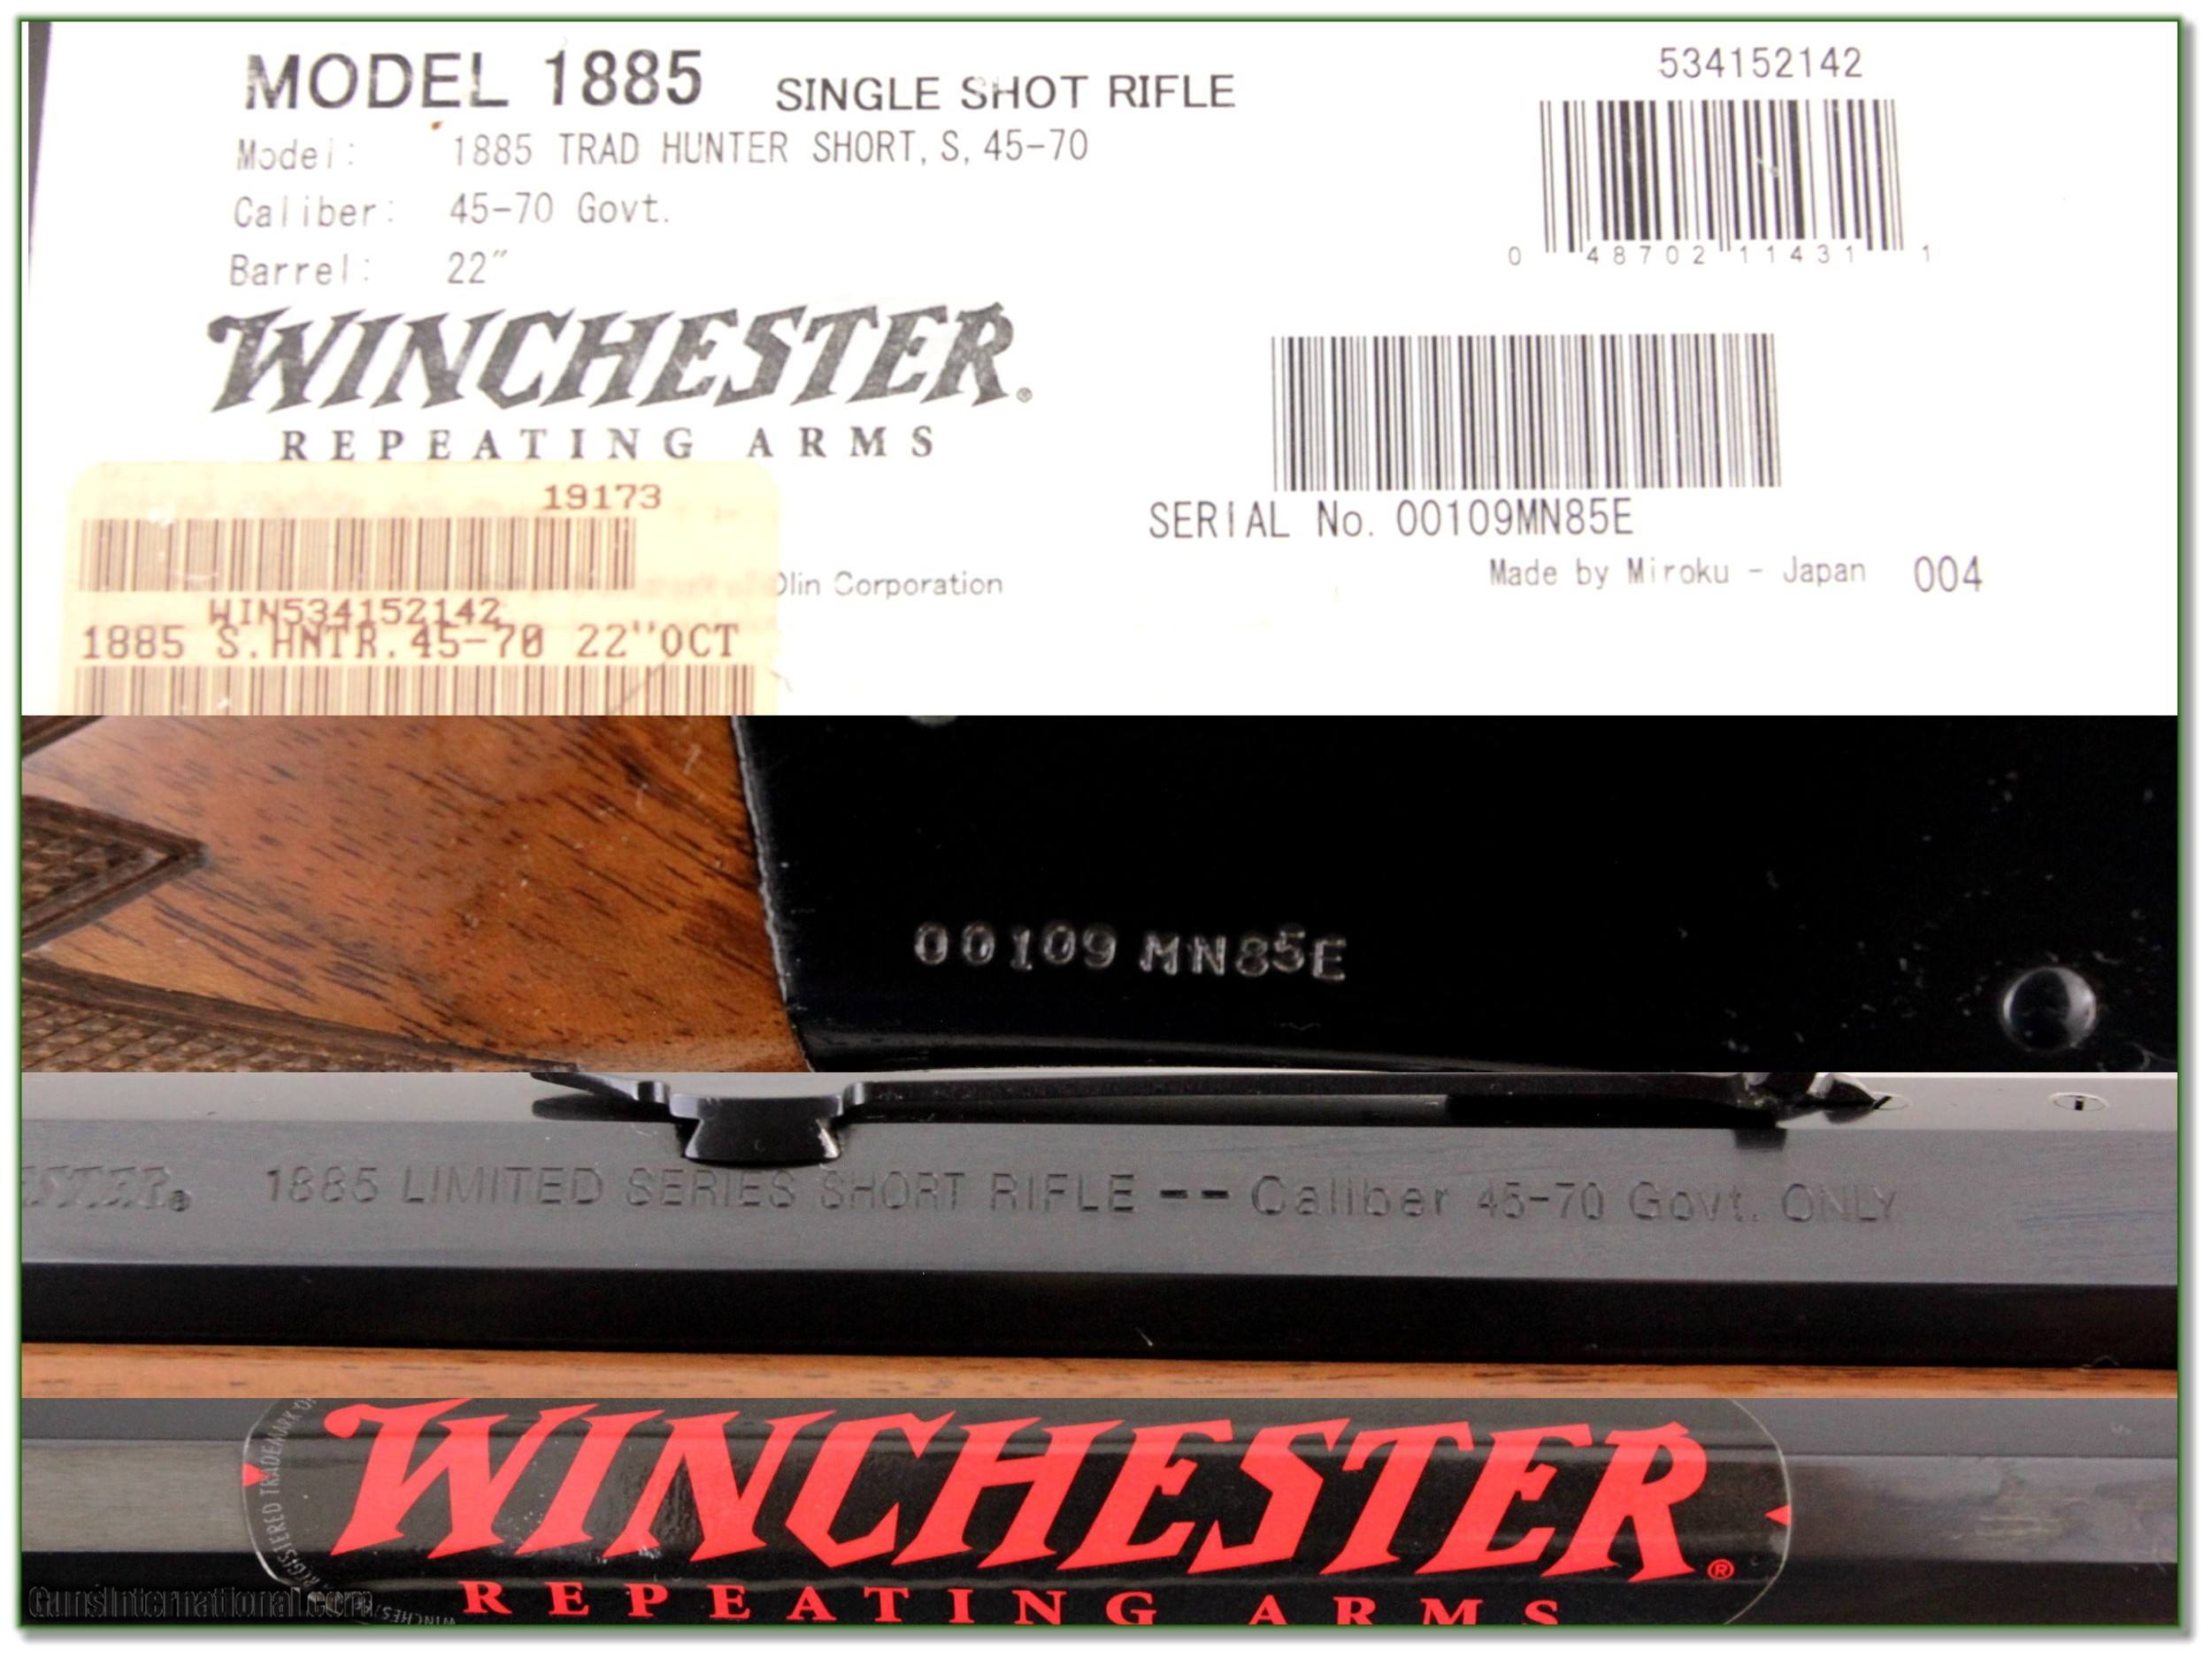 MODEL 1885 SINGLE SHOT RIFLE
534152142
Model: 1885 TRAD HUNTER SHORT, S, 45-70
Caliber: 45-70 Govt.
Barrel: 22"
0 48702 11431 1
WINCHESTER®
REPEATING ARMS
SERIAL No. 00109MN85E
Made by Miroku - Japan 004
19173
Olin Corporation
WIN534152142
1885 S.HNTR.45-70 22"OCT
00109 MN85E
ESTER® 1885 LIMITED SERIES SHORT RIFLE -- Caliber 45-70 Govt. ONLY
WINCHESTER®
REPEATING ARMS
REGISTERED TRADEMARK
GunsInternational.com